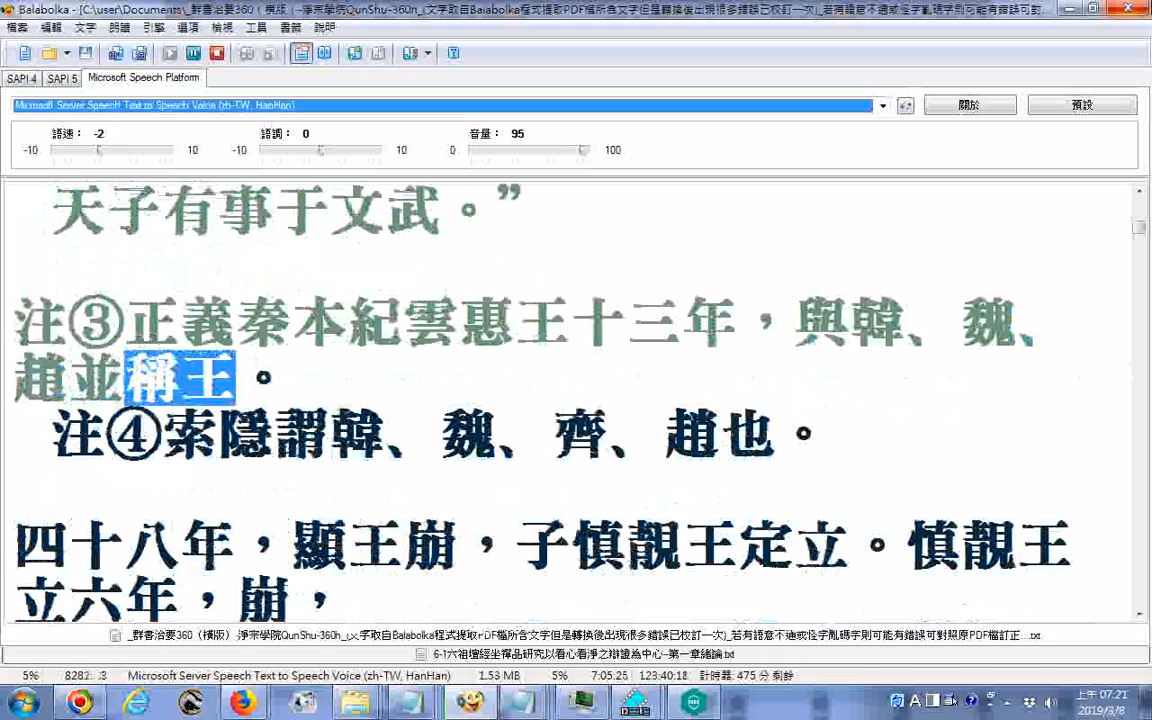 Balabolka - [C:\user\Documents\_群書治要360（橫版）-淨宗學院QunShu-360h_(文字取自Balabolka程式提取PDF檔所含文字但是轉換後出現很多錯誤已校訂一次)_若有語意不通或怪字亂碼字則可能有錯誤可對...
檔案 編輯 文字 朗讀 引擎 選項 檢視 工具 書籤 說明
SAPI 4 SAPI 5 Microsoft Speech Platform
Microsoft Server Speech Text to Speech Voice (zh-TW, HanHan) 關於 預設
語速： -2 語調： 0 音量： 95
-10 10 -10 10 0 100
天子有事于文武。”
注③正義秦本紀雲惠王十三年，與韓、魏、
趙並稱王。
注④索隱謂韓、魏、齊、趙也。
四十八年，顯王崩，子慎靚王定立。慎靚王
立六年，崩，
_群書治要360（橫版）-淨宗學院QunShu-360h_(文字取自Balabolka程式提取PDF檔所含文字但是轉換後出現很多錯誤已校訂一次)_若有語意不通或怪字亂碼字則可能有錯誤可對照原PDF檔訂正....txt
6-1六祖壇經坐禪品研究以看心看淨之辯證為中心--第一章緒論.txt
5% Microsoft Server Speech Text to Speech Voice (zh-TW, HanHan) 1.53 MB 5% 7:05:25 123:40:18 計時器: 475 分 剩餘
上午 07:21
2019/3/8